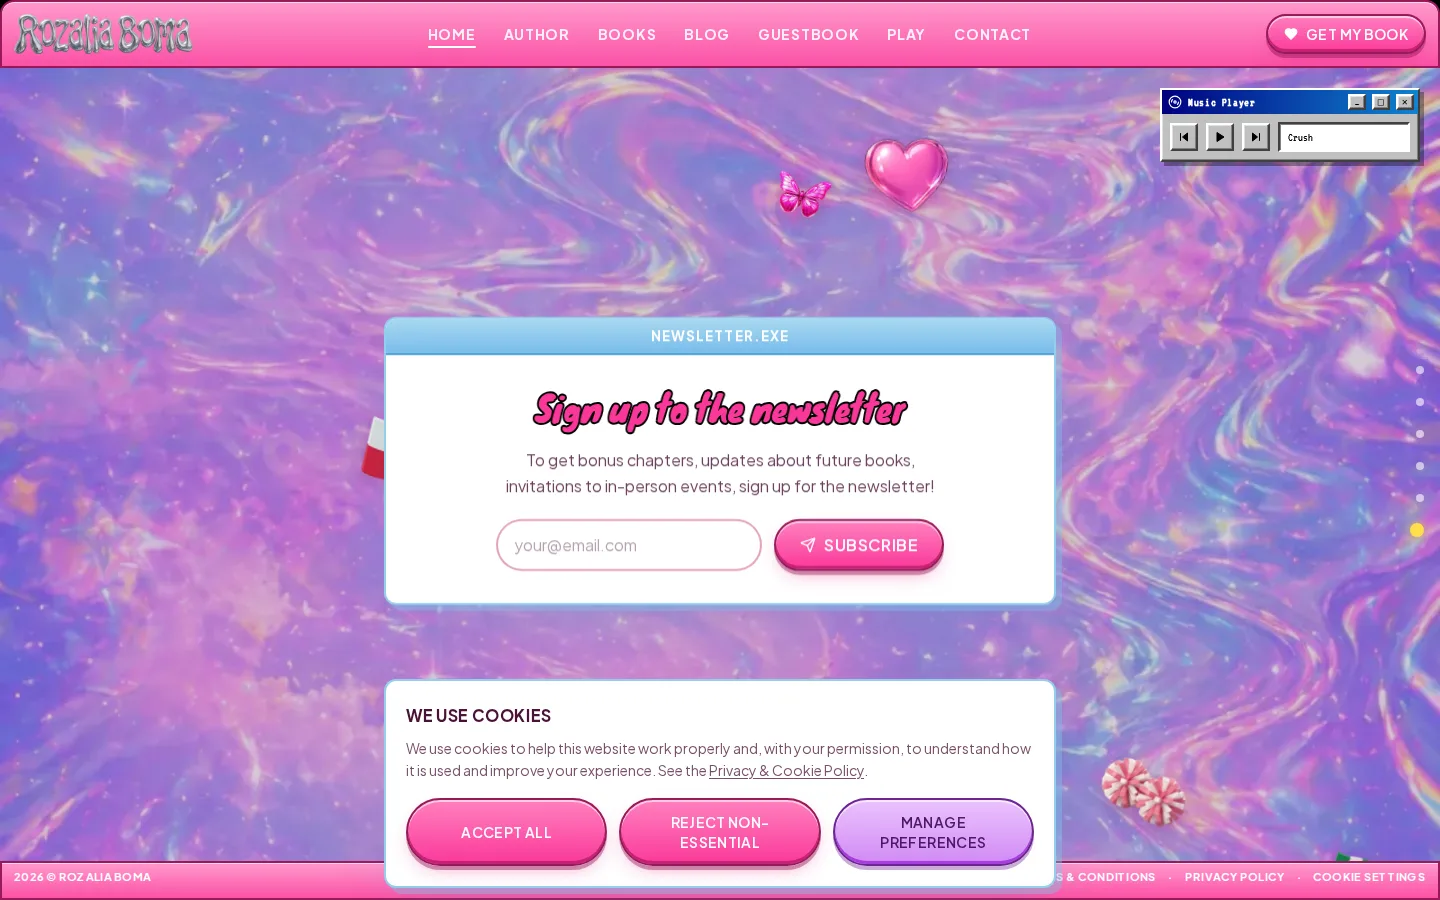 Rozalia Boma
HOME AUTHOR BOOKS BLOG GUESTBOOK PLAY CONTACT
GET MY BOOK
Music Player
Crush
NEWSLETTER.EXE
Sign up to the newsletter
To get bonus chapters, updates about future books,
invitations to in-person events, sign up for the newsletter!
your@email.com
SUBSCRIBE
WE USE COOKIES
We use cookies to help this website work properly and, with your permission, to understand how
it is used and improve your experience. See the Privacy & Cookie Policy.
ACCEPT ALL
REJECT NON-
ESSENTIAL
MANAGE
PREFERENCES
2026 © ROZALIA BOMA
& CONDITIONS · PRIVACY POLICY · COOKIE SETTINGS